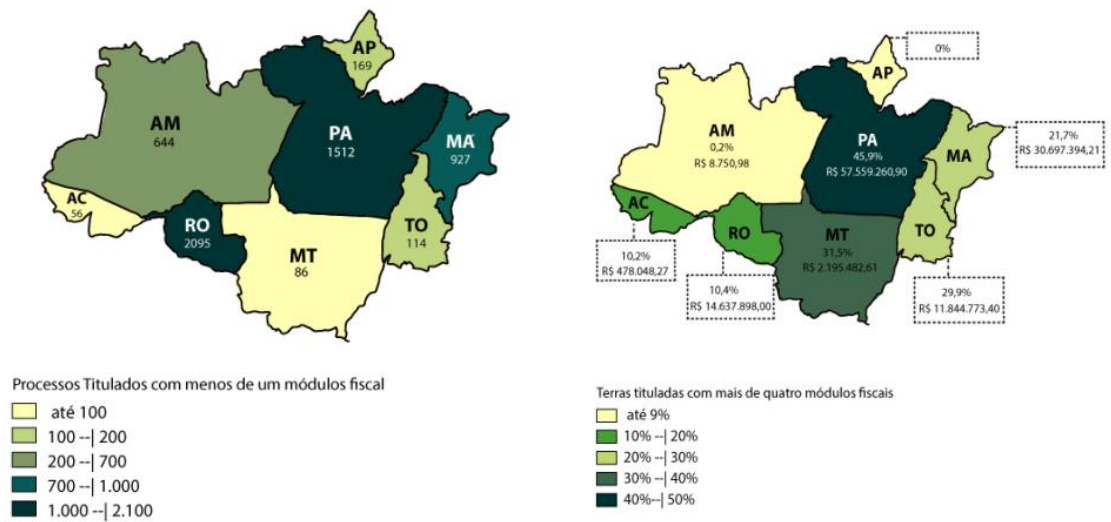 AP
169
AM
644
PA
1512
MA
927
AC
56
RO
2095
TO
114
MT
86
Processos Titulados com menos de um módulos fiscal
até 100
100 --| 200
200 --| 700
700 --| 1.000
1.000 --| 2.100
0%
AP
AM
0,2%
R$ 8.750,98
PA
45,9%
R$ 57.559.260,90
21,7%
R$ 30.697.394,21
MA
AC
RO
MT
31,5%
R$ 2.195.482,61
TO
10,2%
R$ 478.048,27
10,4%
R$ 14.637.898,00
29,9%
R$ 11.844.773,40
Terras tituladas com mais de quatro módulos fiscais
até 9%
10% --| 20%
20% --| 30%
30% --| 40%
40%--| 50%